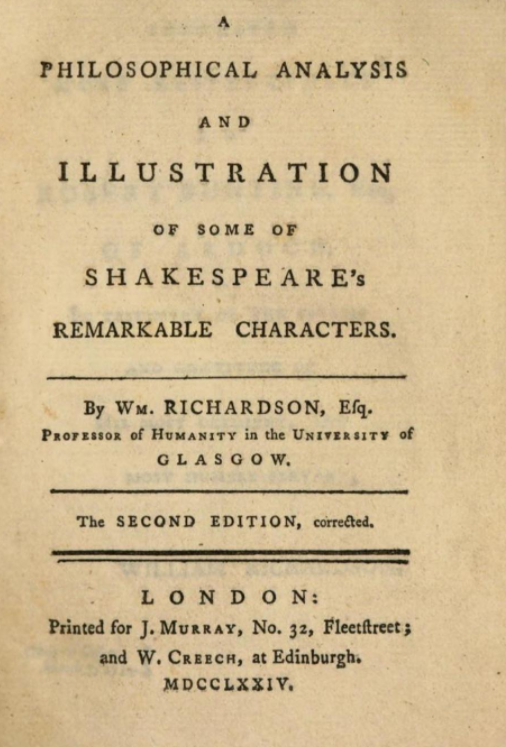 A
PHILOSOPHICAL ANALYSIS
AND
ILLUSTRATION
OF SOME OF
SHAKESPEARE's
REMARKABLE CHARACTERS.
By WM. RICHARDSON, Eſq.
PROFESSOR of HUMANITY in the UNIVERSITY of
GLASGOW.
The SECOND EDITION, corrected.
LONDON:
Printed for J. MURRAY, No. 32, Fleetſtreet;
and W. CREECH, at Edinburgh.
MDCCLXXIV.